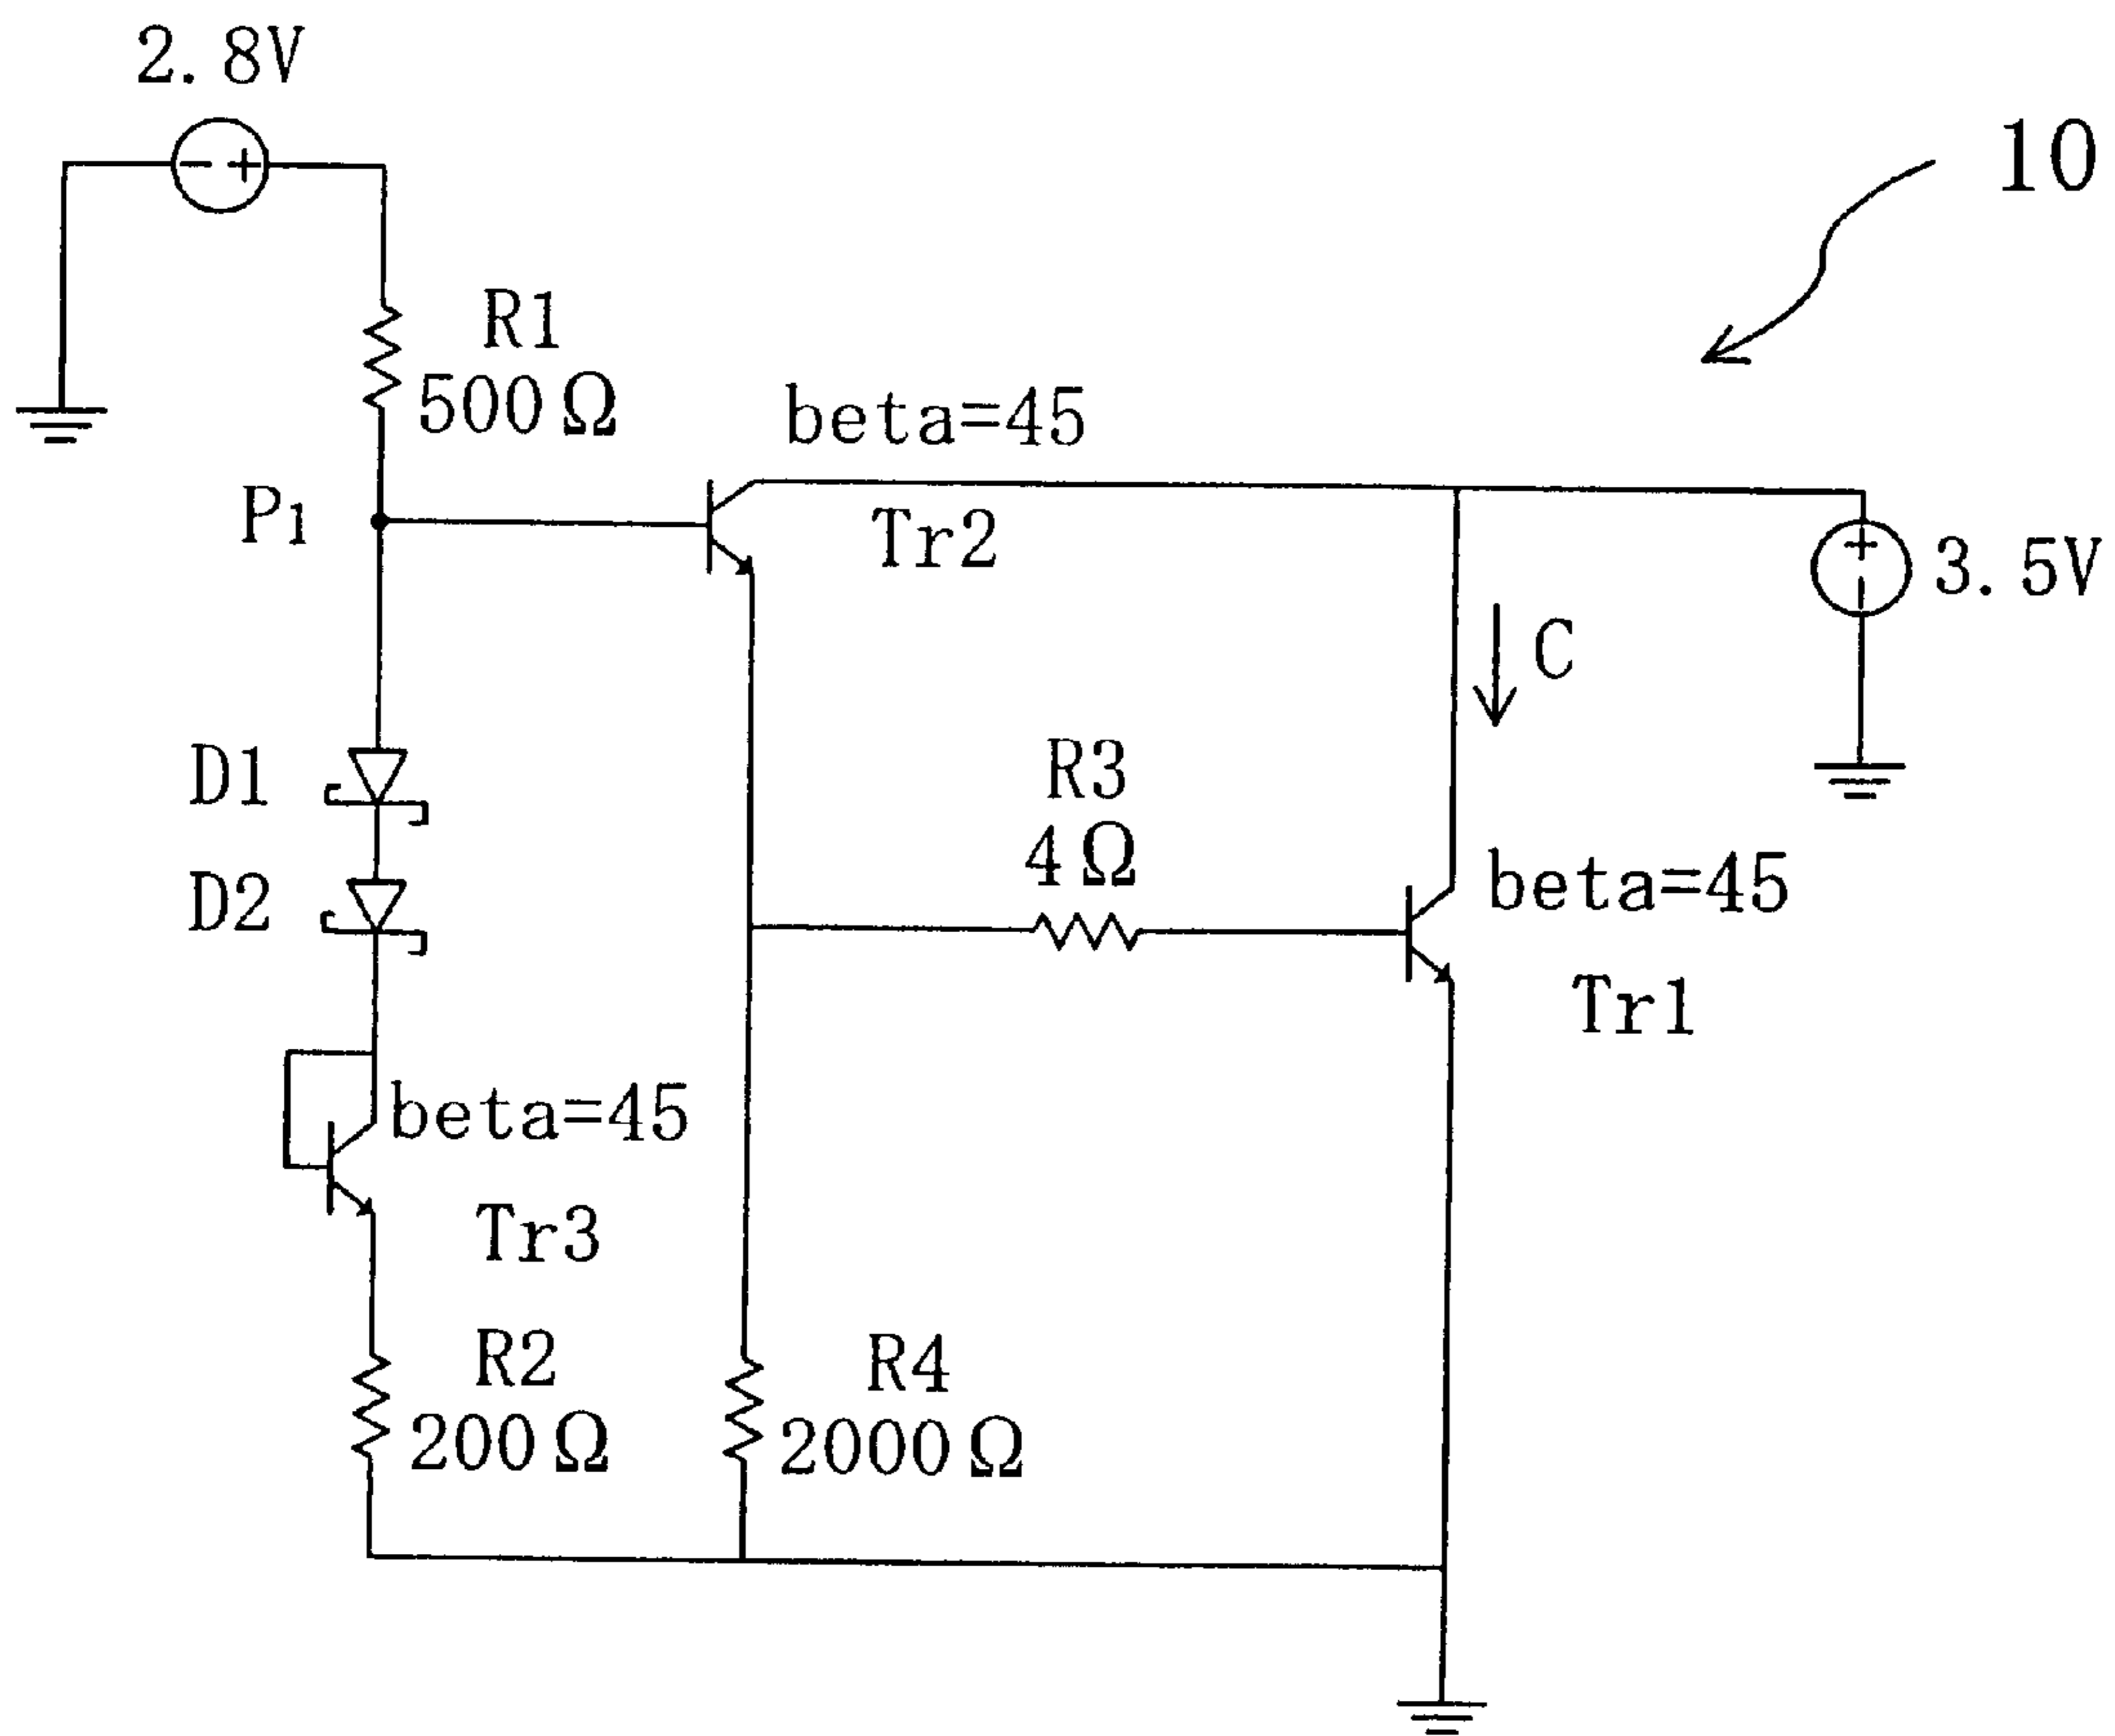 2.8V
10
R1
500Ω
beta=45
P1
Tr2
3.5V
C
D1
R3
4Ω
D2
beta=45
Tr1
beta=45
Tr3
R2
200Ω
R4
2000Ω